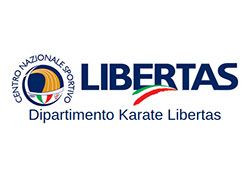 CENTRO NAZIONALE SPORTIVO
LIBERTAS
Dipartimento Karate Libertas